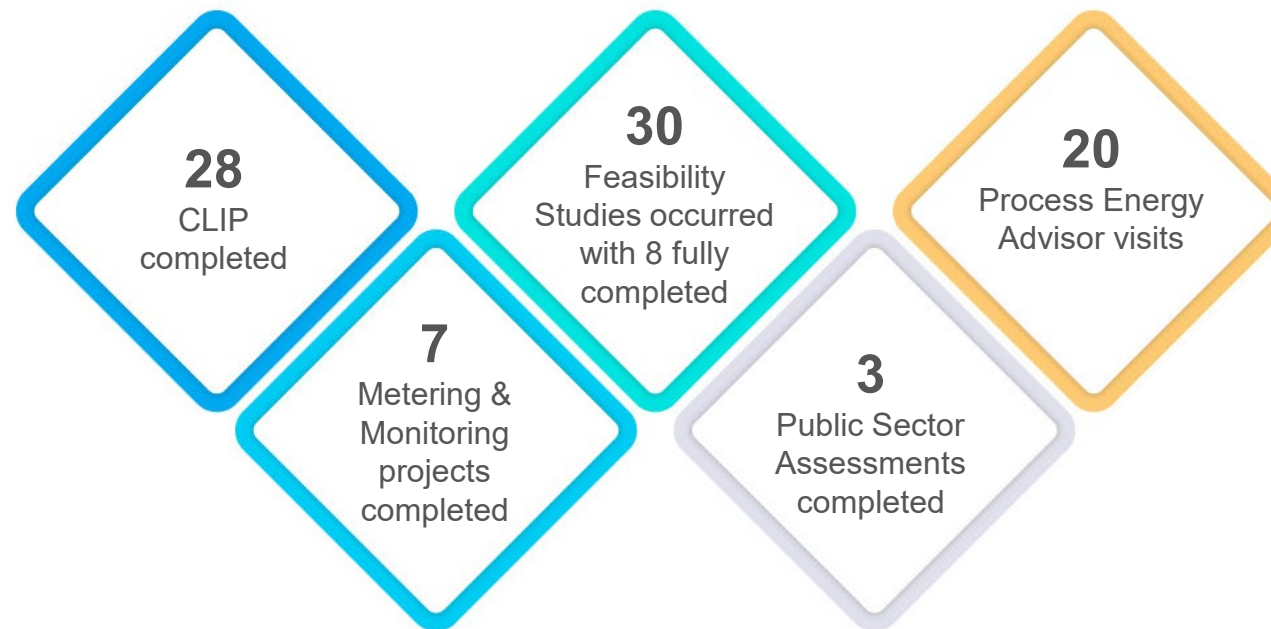 28
CLIP
completed
7
Metering &
Monitoring
projects
completed
30
Feasibility
Studies occurred
with 8 fully
completed
3
Public Sector
Assessments
completed
20
Process Energy
Advisor visits